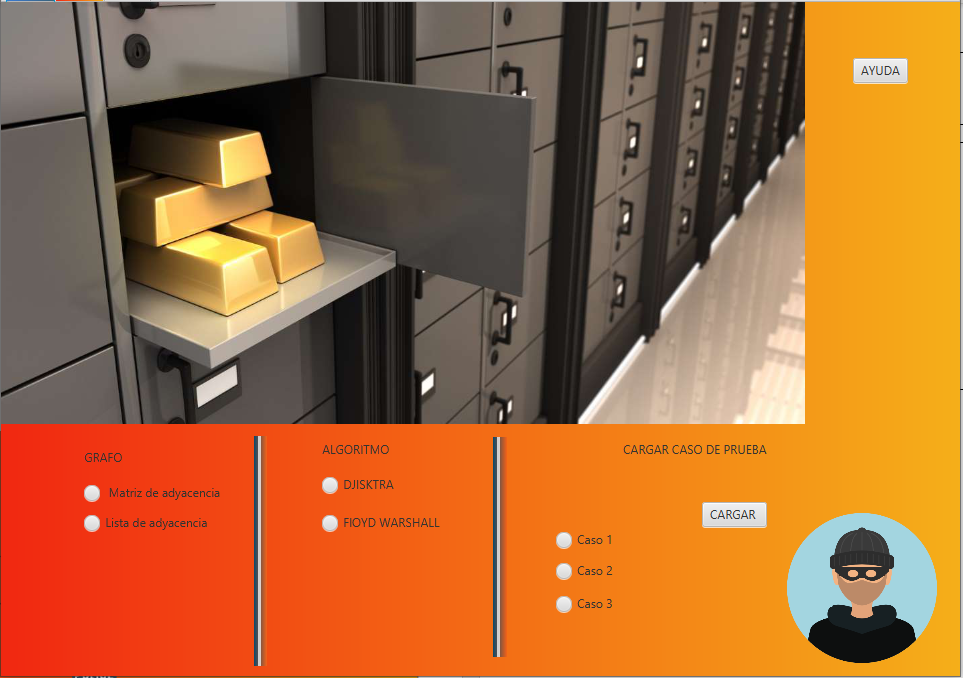 AYUDA
GRAFO
Matriz de adyacencia
Lista de adyacencia
ALGORITMO
DJISKTRA
FlOYD WARSHALL
CARGAR CASO DE PRUEBA
CARGAR
Caso 1
Caso 2
Caso 3